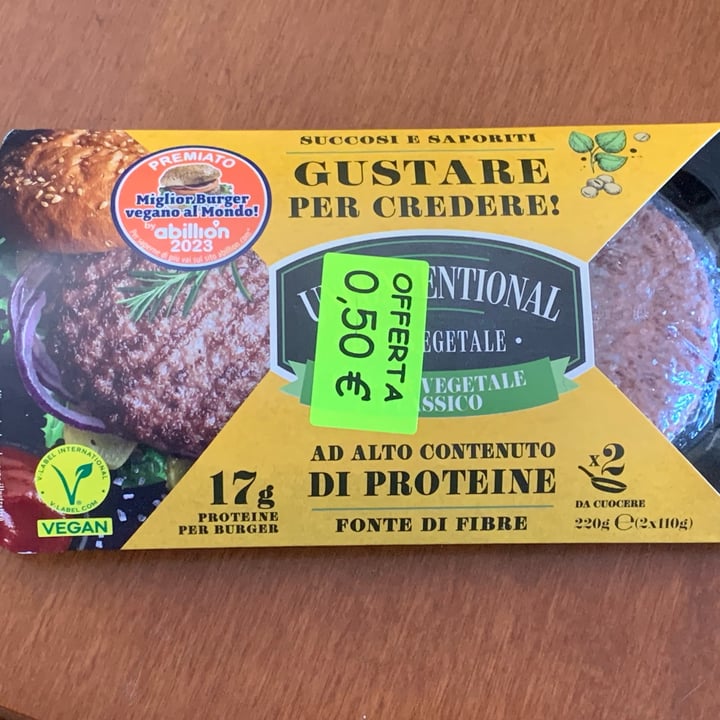 SUCCOSI E SAPORITI
GUSTARE
PER CREDERE!
PREMIATO
Miglior Burger
vegano al Mondo!
by abillion
2023
OFFERTA
0,50 €
VEGETALE
AD ALTO CONTENUTO
DI PROTEINE
FONTE DI FIBRE
17g
PROTEINE
PER BURGER
x2
DA CUOCERE
220g ℮ (2x110g)
V-LABEL INTERNATIONAL
V-LABEL.COM
VEGAN